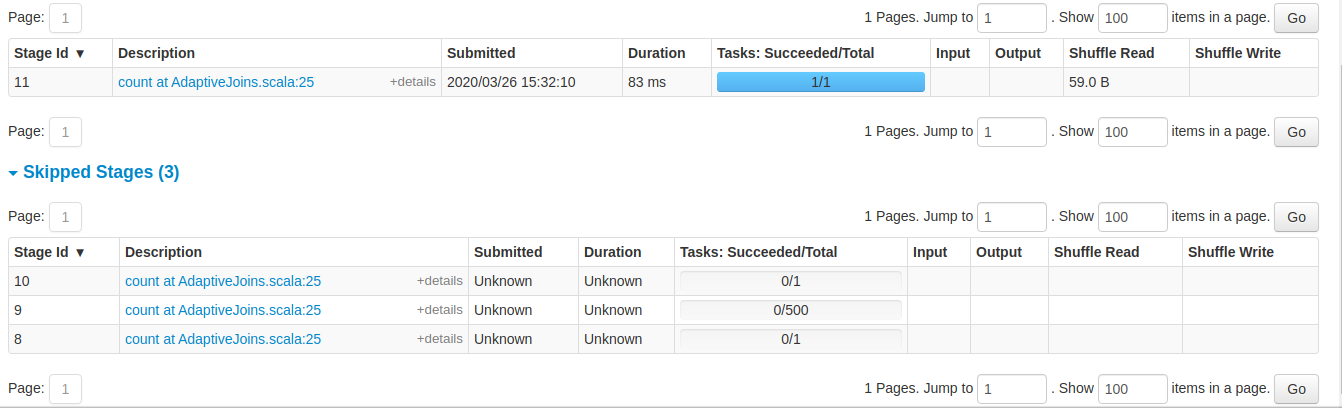 Page: 1 1 Pages. Jump to 1 . Show 100 items in a page. Go
Stage Id ▼ Description Submitted Duration Tasks: Succeeded/Total Input Output Shuffle Read Shuffle Write
11 count at AdaptiveJoins.scala:25 +details 2020/03/26 15:32:10 83 ms 1/1 59.0 B
Page: 1 1 Pages. Jump to 1 . Show 100 items in a page. Go
Skipped Stages (3)
Page: 1 1 Pages. Jump to 1 . Show 100 items in a page. Go
Stage Id ▼ Description Submitted Duration Tasks: Succeeded/Total Input Output Shuffle Read Shuffle Write
10 count at AdaptiveJoins.scala:25 +details Unknown Unknown 0/1
9 count at AdaptiveJoins.scala:25 +details Unknown Unknown 0/500
8 count at AdaptiveJoins.scala:25 +details Unknown Unknown 0/1
Page: 1 1 Pages. Jump to 1 . Show 100 items in a page. Go